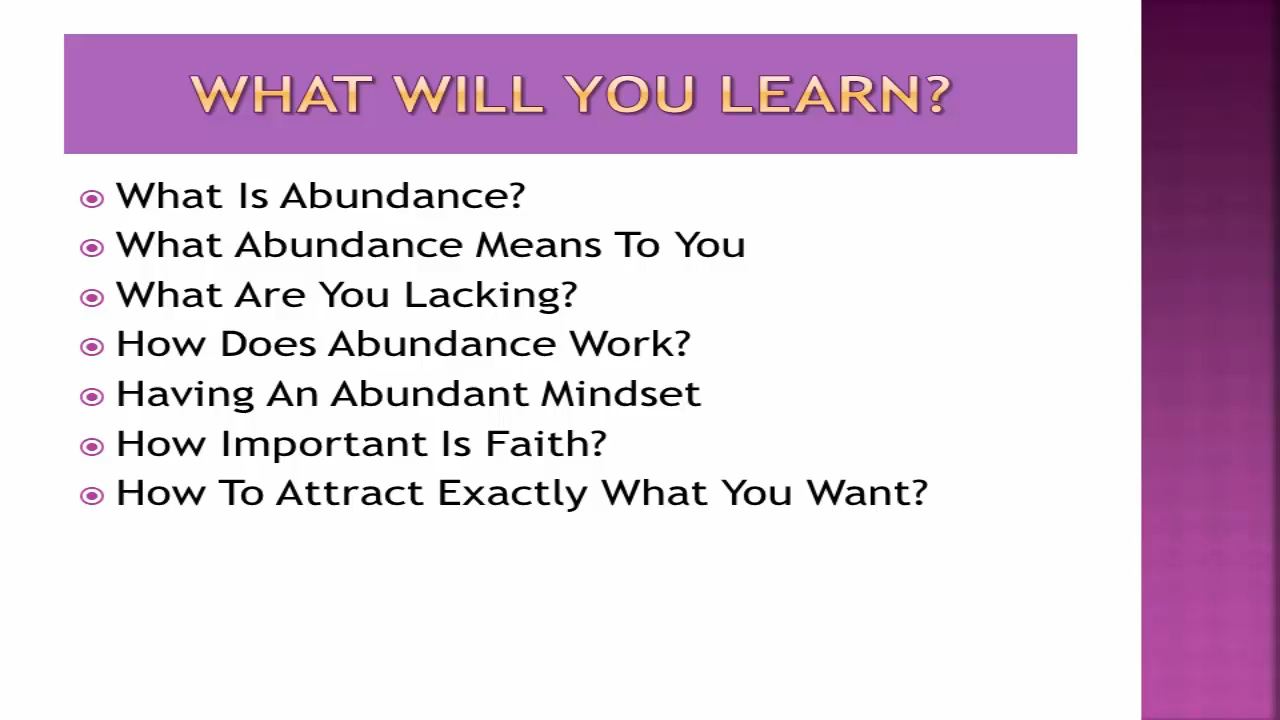 WHAT WILL YOU LEARN?
What Is Abundance?
What Abundance Means To You
What Are You Lacking?
How Does Abundance Work?
Having An Abundant Mindset
How Important Is Faith?
How To Attract Exactly What You Want?